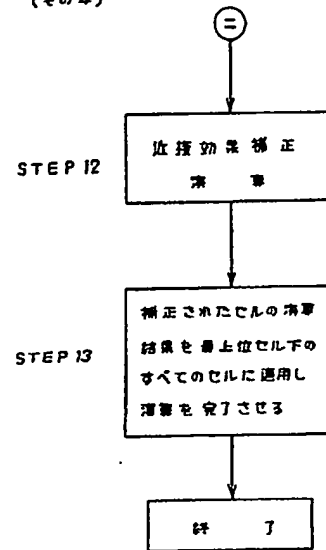 (その4)
ニ
STEP 12
近接効果補正
演算
STEP 13
補正されたセルの演算
結果を最上位セル下の
すべてのセルに適用し
演算を完了させる
終了